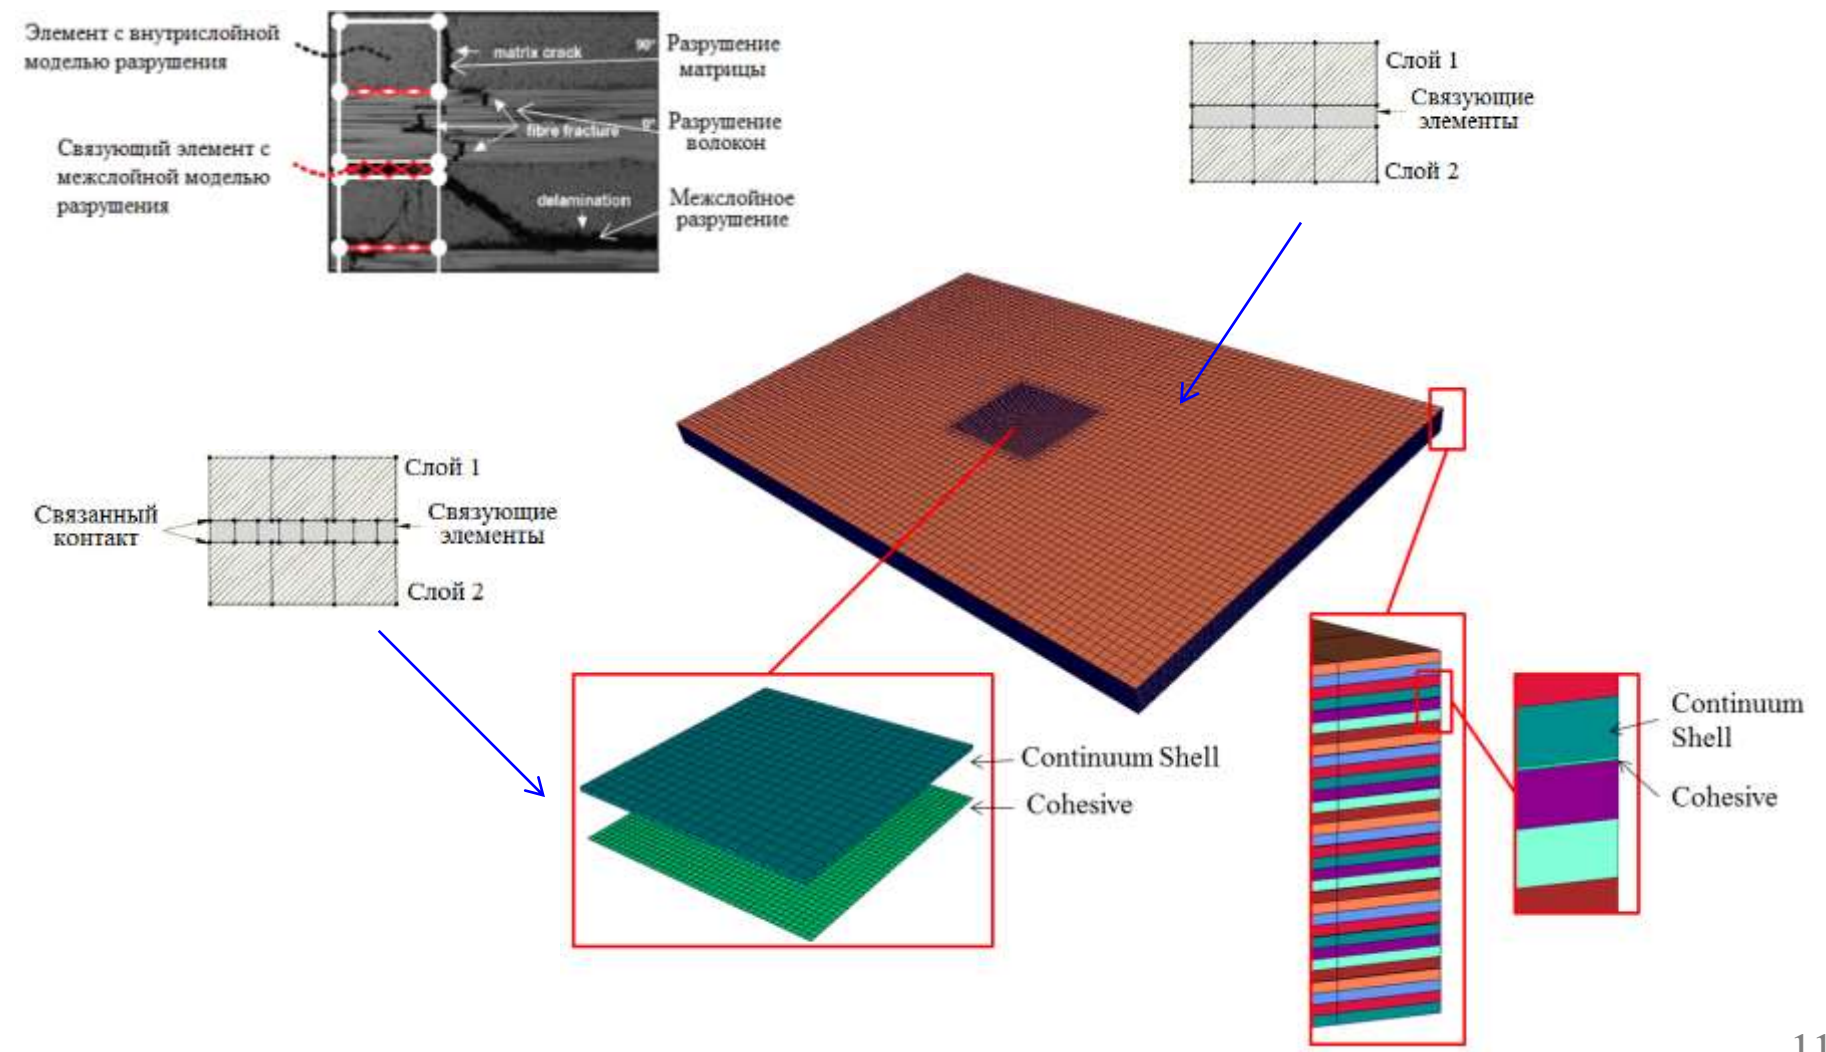 Элемент с внутрислойной
моделью разрушения
matrix crack
90°
Разрушение
матрицы
fibre fracture
0°
Разрушение
волокон
Связующий элемент с
межслойной моделью
разрушения
delamination
Межслойное
разрушение
Слой 1
Связующие
элементы
Слой 2
Слой 1
Связанный
контакт
Связующие
элементы
Слой 2
Continuum Shell
Cohesive
Continuum
Shell
Cohesive
11